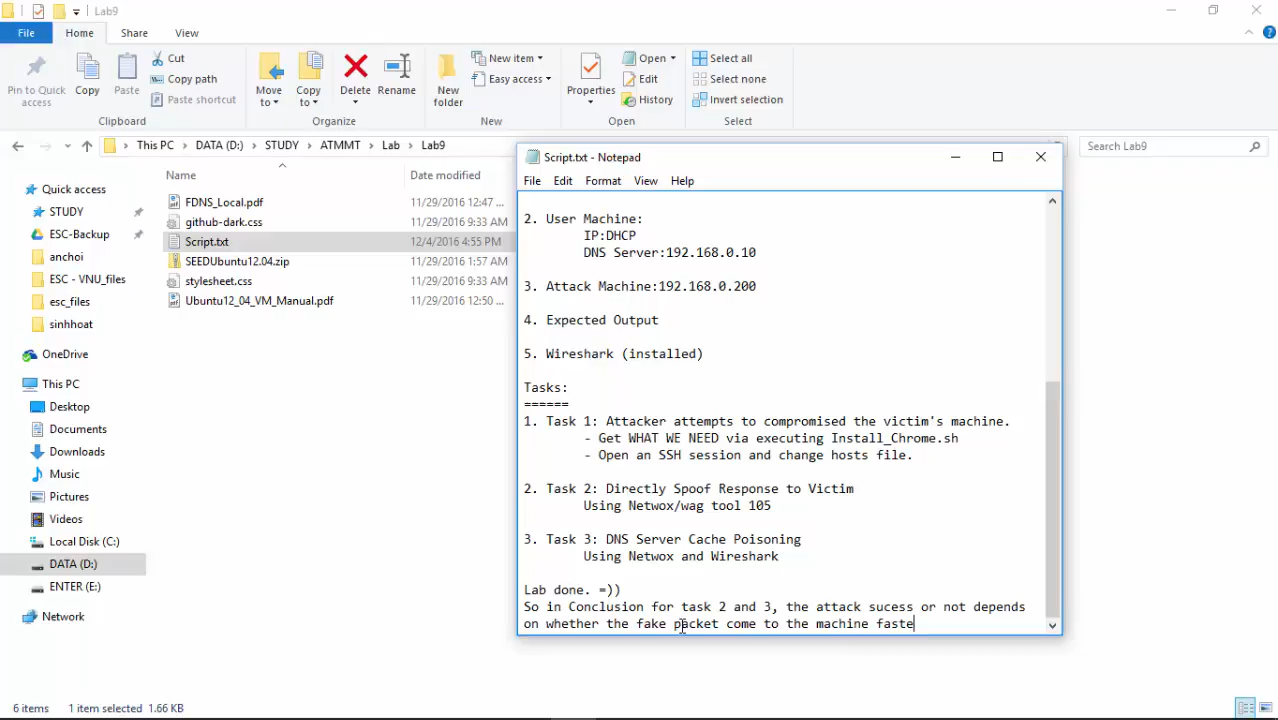 Lab9
File
Home
Share
View
Pin to Quick access
Copy
Paste
Cut
Copy path
Paste shortcut
Move to
Copy to
Delete
Rename
New folder
New item
Easy access
Properties
Open
Edit
History
Select all
Select none
Invert selection
Clipboard
Organize
New
Open
Select
This PC
DATA (D:)
STUDY
ATMMT
Lab
Lab9
Search Lab9
Name
Date modified
Quick access
STUDY
ESC-Backup
anchoi
ESC - VNU_files
esc_files
sinhhoat
OneDrive
This PC
Desktop
Documents
Downloads
Music
Pictures
Videos
Local Disk (C:)
DATA (D:)
ENTER (E:)
Network
FDNS_Local.pdf 11/29/2016 12:47 ...
github-dark.css 11/29/2016 9:33 AM
Script.txt 12/4/2016 4:55 PM
SEEDUbuntu12.04.zip 11/29/2016 1:57 AM
stylesheet.css 11/29/2016 9:33 AM
Ubuntu12_04_VM_Manual.pdf 11/29/2016 12:50 ...
Script.txt - Notepad
File Edit Format View Help
2. User Machine:
IP:DHCP
DNS Server:192.168.0.10
3. Attack Machine:192.168.0.200
4. Expected Output
5. Wireshark (installed)
Tasks:
======
1. Task 1: Attacker attempts to compromised the victim's machine.
- Get WHAT WE NEED via executing Install_Chrome.sh
- Open an SSH session and change hosts file.
2. Task 2: Directly Spoof Response to Victim
Using Netwox/wag tool 105
3. Task 3: DNS Server Cache Poisoning
Using Netwox and Wireshark
Lab done. =))
So in Conclusion for task 2 and 3, the attack sucess or not depends
on whether the fake packet come to the machine faste
6 items 1 item selected 1.66 KB